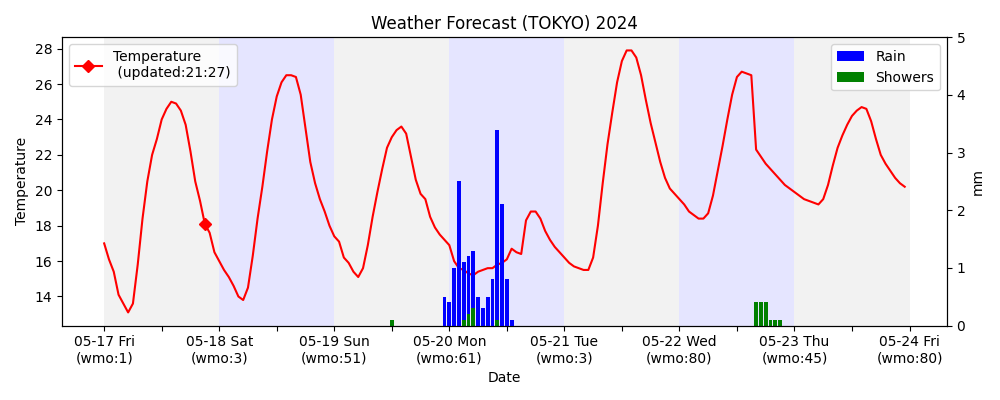 Weather Forecast (TOKYO) 2024
Temperature
(updated:21:27)
Rain
Showers
28
26
24
22
20
18
16
14
Temperature
5
4
3
2
1
0
mm
05-17 Fri
(wmo:1)
05-18 Sat
(wmo:3)
05-19 Sun
(wmo:51)
05-20 Mon
(wmo:61)
05-21 Tue
(wmo:3)
05-22 Wed
(wmo:80)
05-23 Thu
(wmo:45)
05-24 Fri
(wmo:80)
Date